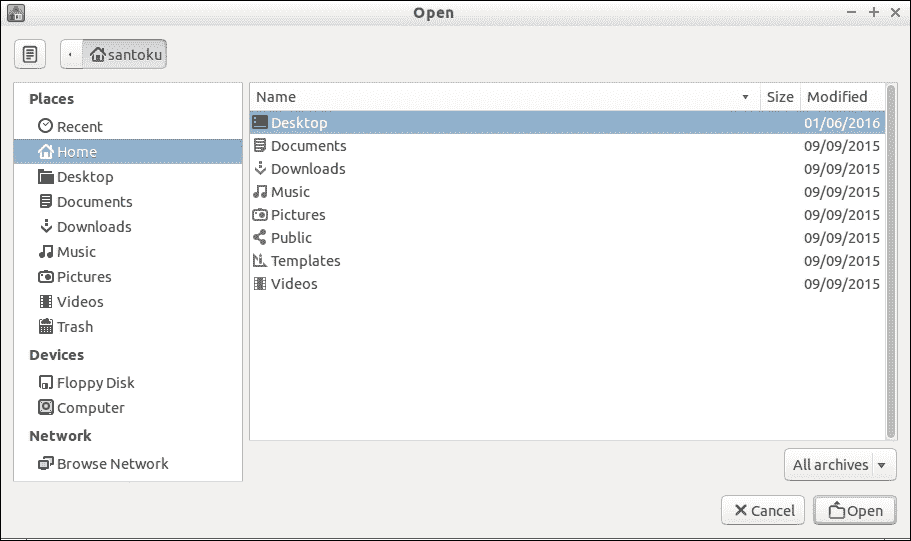 Open
santoku
Places
Recent
Home
Desktop
Documents
Downloads
Music
Pictures
Videos
Trash
Devices
Floppy Disk
Computer
Network
Browse Network
Name Size Modified
Desktop 01/06/2016
Documents 09/09/2015
Downloads 09/09/2015
Music 09/09/2015
Pictures 09/09/2015
Public 09/09/2015
Templates 09/09/2015
Videos 09/09/2015
All archives
Cancel Open